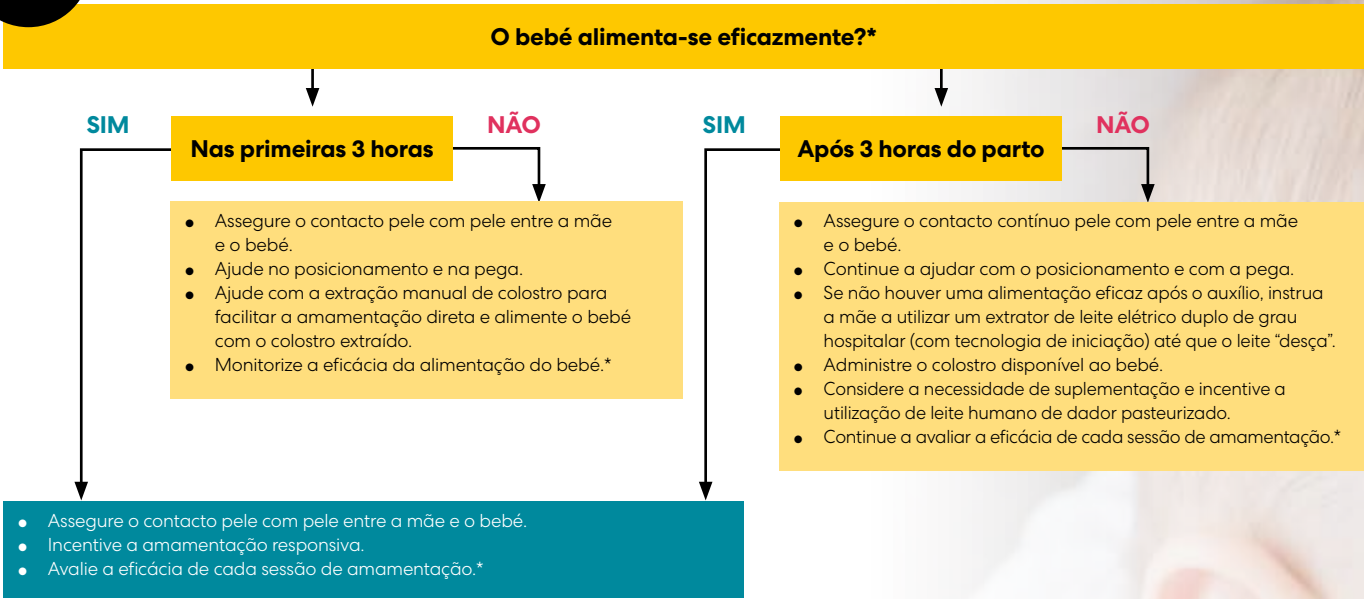 O bebé alimenta-se eficazmente?*
SIM
Nas primeiras 3 horas
NÃO
● Assegure o contacto pele com pele entre a mãe
e o bebé.
● Ajude no posicionamento e na pega.
● Ajude com a extração manual de colostro para
facilitar a amamentação direta e alimente o bebé
com o colostro extraído.
● Monitorize a eficácia da alimentação do bebé.*
SIM
Após 3 horas do parto
NÃO
● Assegure o contacto contínuo pele com pele entre a mãe
e o bebé.
● Continue a ajudar com o posicionamento e com a pega.
● Se não houver uma alimentação eficaz após o auxílio, instrua
a mãe a utilizar um extrator de leite elétrico duplo de grau
hospitalar (com tecnologia de iniciação) até que o leite “desça”.
● Administre o colostro disponível ao bebé.
● Considere a necessidade de suplementação e incentive a
utilização de leite humano de dador pasteurizado.
● Continue a avaliar a eficácia de cada sessão de amamentação.*
● Assegure o contacto pele com pele entre a mãe e o bebé.
● Incentive a amamentação responsiva.
● Avalie a eficácia de cada sessão de amamentação.*